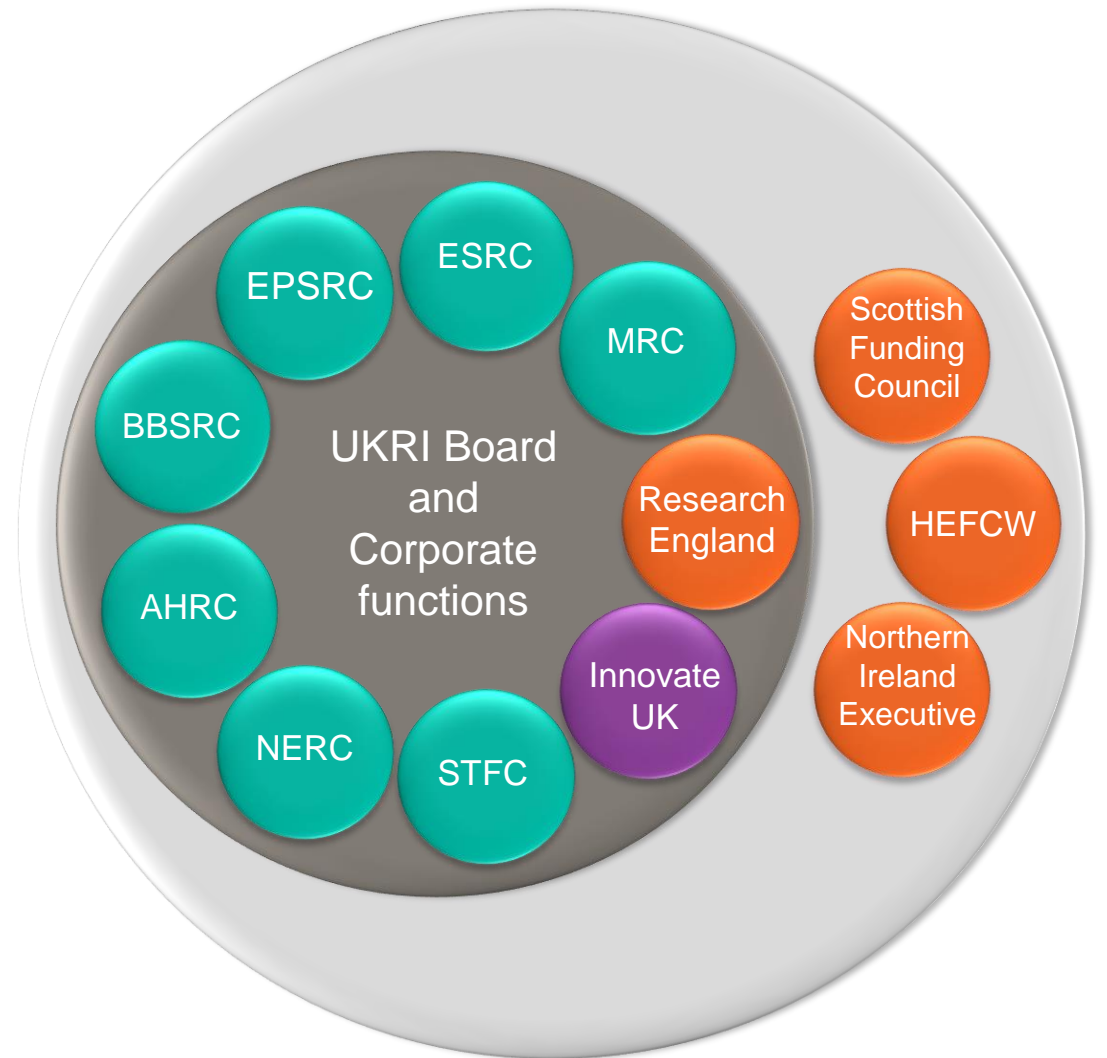 ESRC
EPSRC
MRC
BBSRC
UKRI Board
and
Corporate
functions
Research
England
AHRC
Innovate
UK
NERC
STFC
Scottish
Funding
Council
HEFCW
Northern
Ireland
Executive